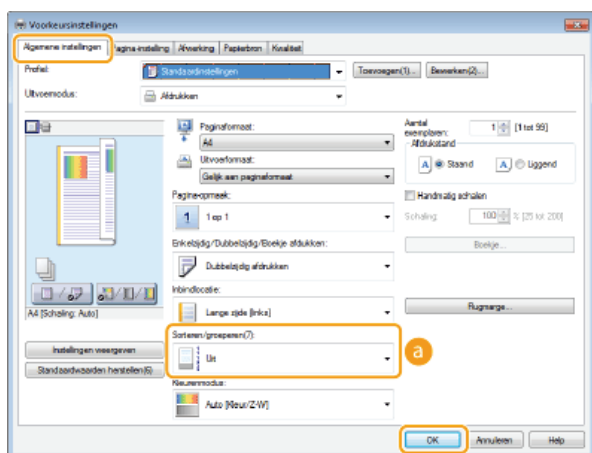 Voorkeursinstellingen
Algemene instellingen Pagina-instelling Afwerking Papierbron Kwaliteit
Profiel: Standaardinstellingen Toevoegen(1)... Bewerken(2)...
Uitvoermodus: Afdrukken
Paginaformaat:
A4
Uitvoerformaat:
Gelijk aan paginaformaat
Pagina-opmaak:
1 1 op 1
Enkelzijdig/Dubbelzijdig/Boekje afdrukken:
Dubbelzijdig afdrukken
Inbindlocatie:
Lange zijde [links]
Sorteren/groeperen(7):
Uit
a
Kleurenmodus:
Auto [Kleur/Z-W]
Aantal exemplaren: 1 [1 tot 99]
Afdrukstand
A Staand A Liggend
Handmatig schalen
Schaling: 100 % [25 tot 200]
Boekje...
Rugmarge...
A4 [Schaling: Auto]
Instellingen weergeven
Standaardwaarden herstellen(6)
OK Annuleren Help